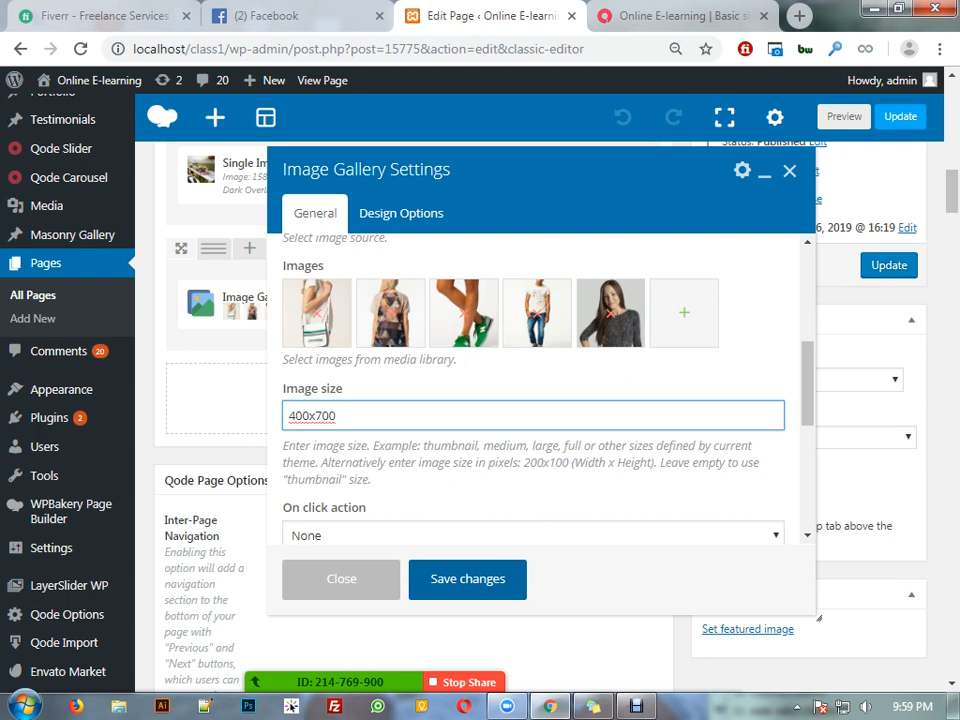 Fiverr - Freelance Services
(2) Facebook
Edit Page ‹ Online E-learni
Online E-learning | Basic s
localhost/class1/wp-admin/post.php?post=15775&action=edit&classic-editor
Online E-learning
2
20
New
View Page
Howdy, admin
Portfolio
Testimonials
Qode Slider
Qode Carousel
Media
Masonry Gallery
Pages
All Pages
Add New
Comments 20
Appearance
Plugins 2
Users
Tools
WPBakery Page
Builder
Settings
LayerSlider WP
Qode Options
Qode Import
Envato Market
Preview
Update
Status: Published Edit
6, 2019 @ 16:19 Edit
Update
Single Im
Image: 158
Dark Overl
Image Ga
Image Gallery Settings
General
Design Options
Select image source.
Images
Select images from media library.
Image size
400x700
Enter image size. Example: thumbnail, medium, large, full or other sizes defined by current
theme. Alternatively enter image size in pixels: 200x100 (Width x Height). Leave empty to use
"thumbnail" size.
On click action
None
Close
Save changes
Qode Page Options
Inter-Page
Navigation
Enabling this
option will add a
navigation
section to the
bottom of your
page with
"Previous" and
"Next" buttons,
which users can
p tab above the
Set featured image
ID: 214-769-900
Stop Share
9:59 PM